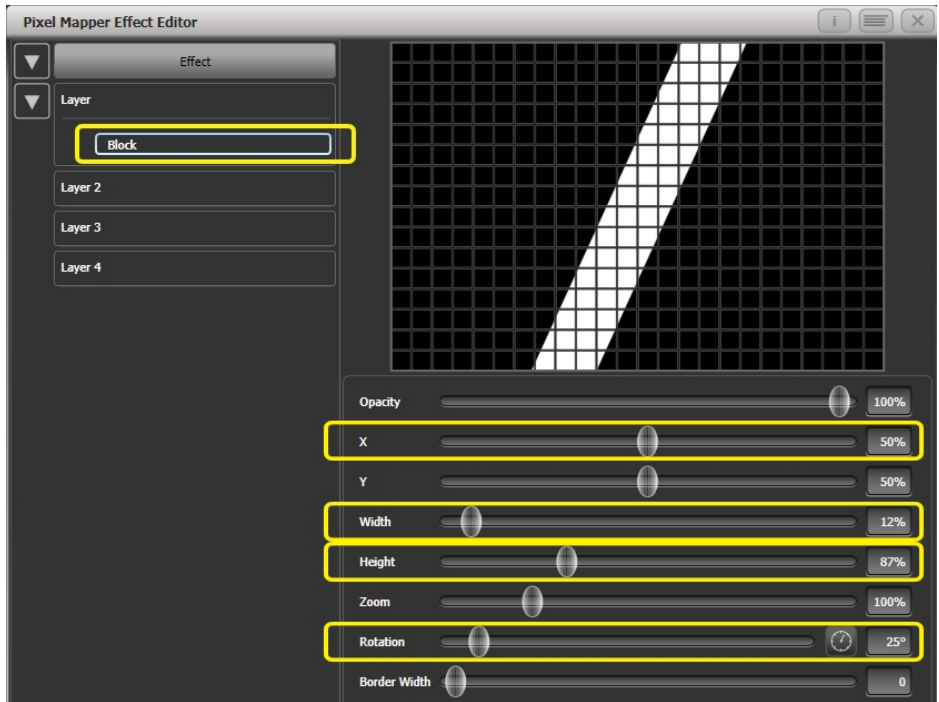 Pixel Mapper Effect Editor
i
Effect
Layer
Block
Layer 2
Layer 3
Layer 4
Opacity 100%
X 50%
Y 50%
Width 12%
Height 87%
Zoom 100%
Rotation 25°
Border Width 0